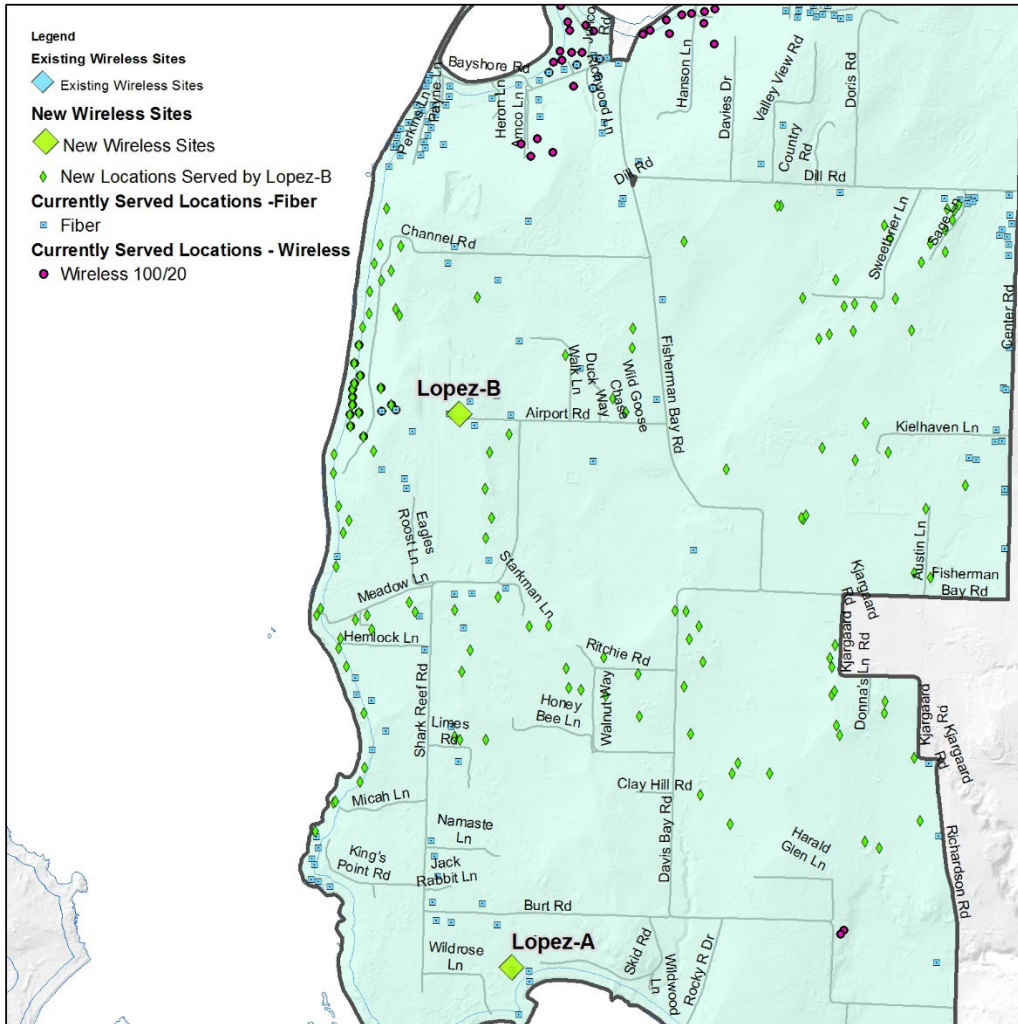 Legend
Existing Wireless Sites
Existing Wireless Sites
New Wireless Sites
New Wireless Sites
New Locations Served by Lopez-B
Currently Served Locations -Fiber
Fiber
Currently Served Locations - Wireless
Wireless 100/20
Bayshore Rd
Perkins Ln
Payne Ln
Heron Ln
Amco Ln
Rd
Hanson Ln
Davies Dr
Valley View Rd
Country
Rd
Doris Rd
Dill Rd
Dill Rd
Channel Rd
Sweetbrier Ln
Sage Ln
Center Rd
Walk Ln
Duck
Way
Wild Goose
Chase
Fisherman Bay Rd
Lopez-B
Airport Rd
Kielhaven Ln
Eagles
Roost Ln
Austin Ln
Starkman Ln
Meadow Ln
Fisherman
Bay Rd
Kjargaard
Rd
Kjargaard
Rd
Hemlock Ln
Ritchie Rd
Donna's Ln
Shark Reef Rd
Honey
Bee Ln
Walnut Way
Kjargaard
Rd
Kjargaard
Rd
Limes
Rd
Clay Hill Rd
Micah Ln
Namaste
Ln
Davis Bay Rd
Harald
Glen Ln
King's
Point Rd
Jack
Rabbit Ln
Richardson Rd
Burt Rd
Lopez-A
Wildrose
Ln
Skid Rd
Wildwood
Ln
Rocky R Dr